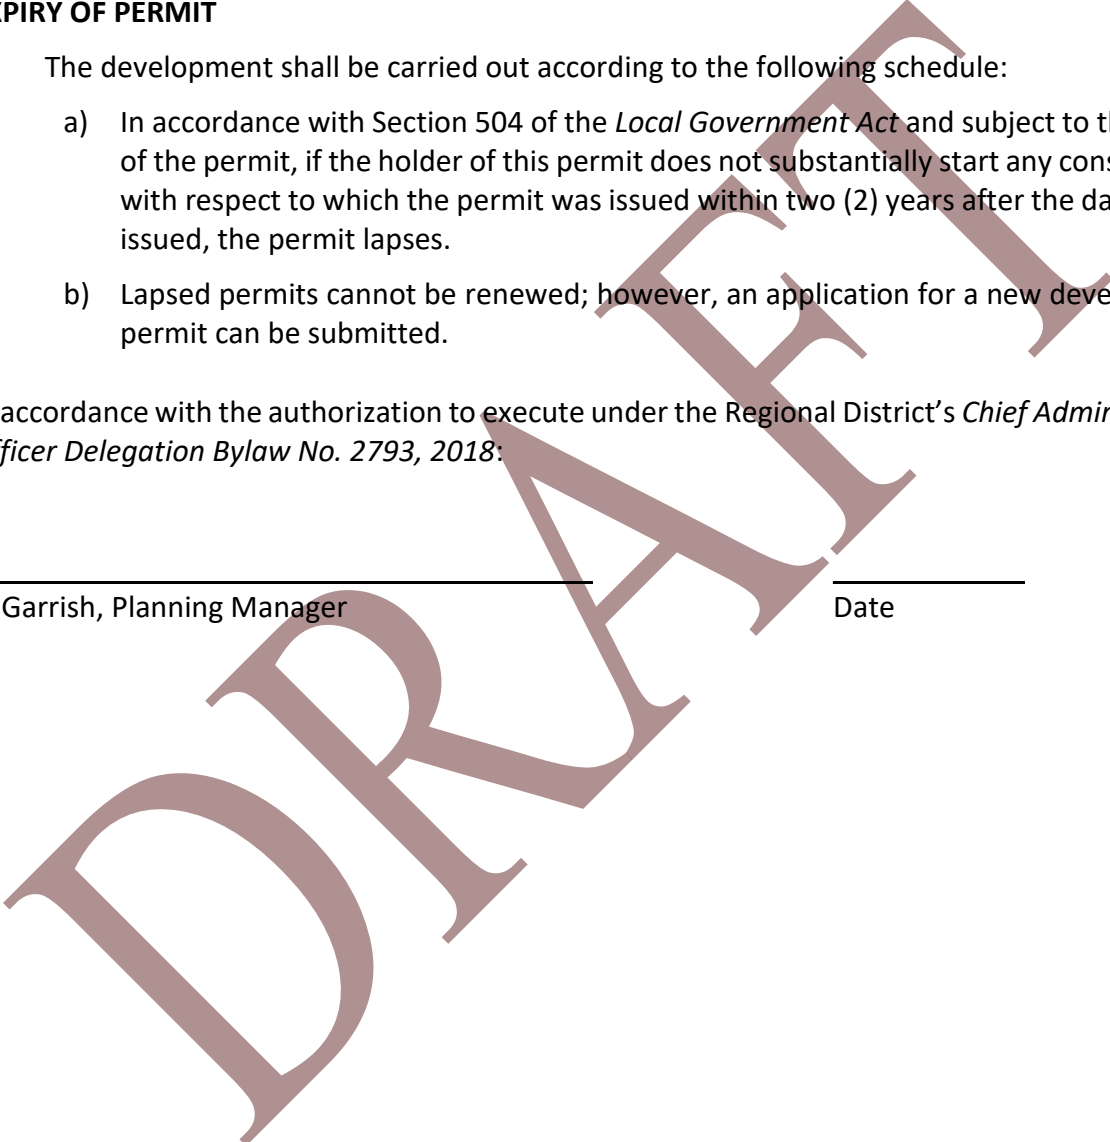 XPIRY OF PERMIT
The development shall be carried out according to the following schedule:
a) In accordance with Section 504 of the Local Government Act and subject to th
of the permit, if the holder of this permit does not substantially start any cons
with respect to which the permit was issued within two (2) years after the da
issued, the permit lapses.
b) Lapsed permits cannot be renewed; however, an application for a new deve
permit can be submitted.
accordance with the authorization to execute under the Regional District’s Chief Admin
fficer Delegation Bylaw No. 2793, 2018:
Garrish, Planning Manager Date
DRAFT